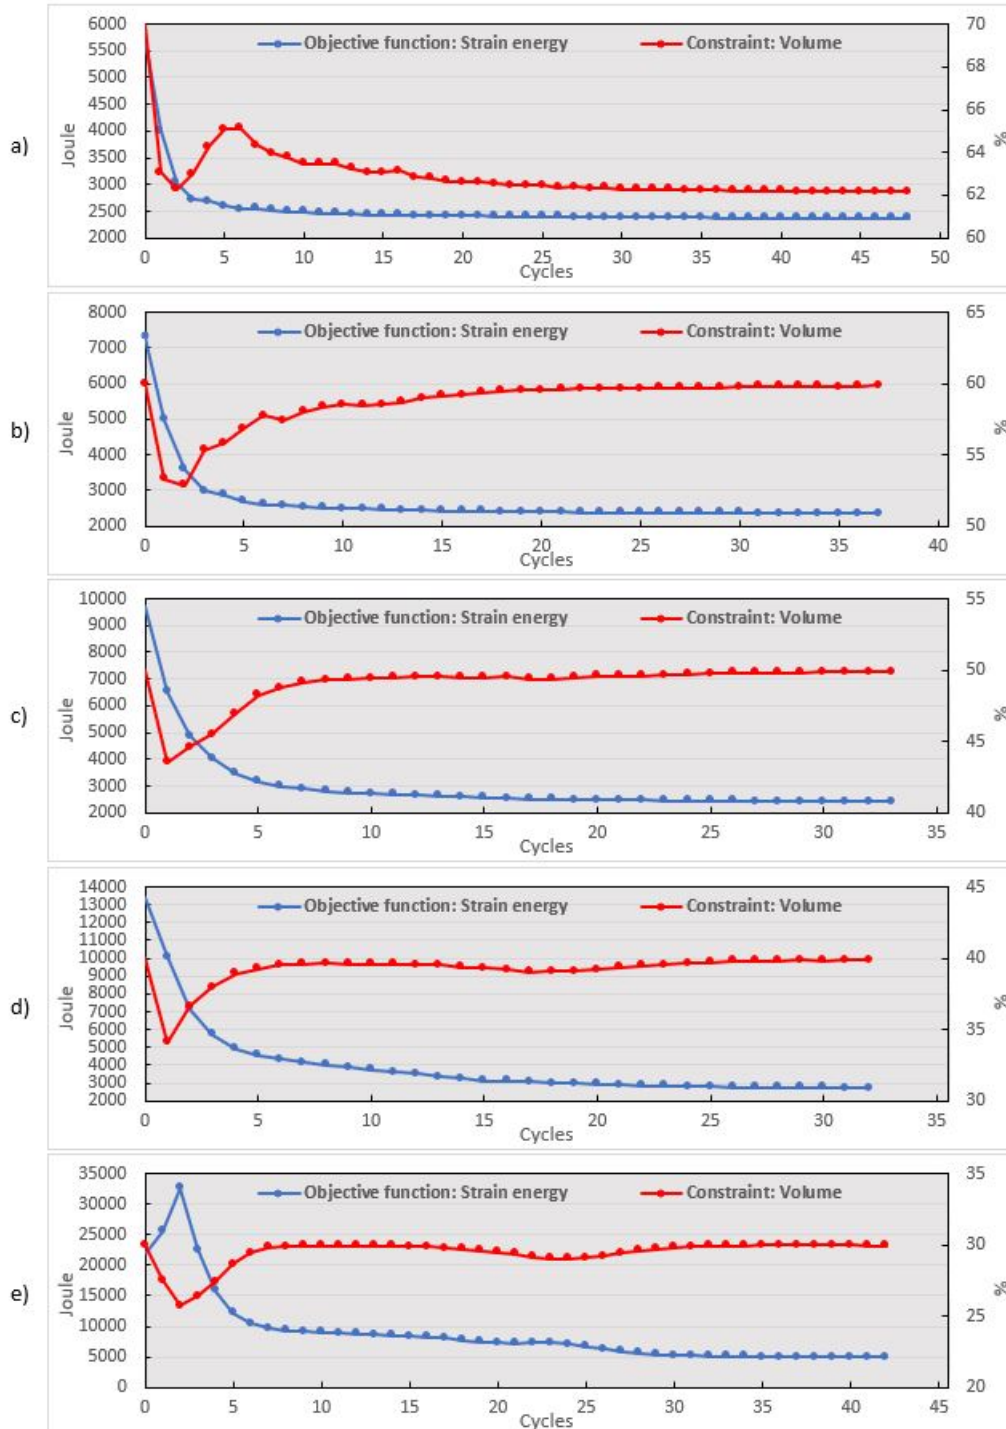 a)
Objective function: Strain energy Constraint: Volume
6000
5500
5000
4500
4000
3500
3000
2500
2000
Joule
70
68
66
64
62
60
%
0 5 10 15 20 25 30 35 40 45 50
Cycles
b)
Objective function: Strain energy Constraint: Volume
8000
7000
6000
5000
4000
3000
2000
Joule
65
60
55
50
%
0 5 10 15 20 25 30 35 40
Cycles
c)
Objective function: Strain energy Constraint: Volume
10000
9000
8000
7000
6000
5000
4000
3000
2000
Joule
55
50
45
40
%
0 5 10 15 20 25 30 35
Cycles
d)
Objective function: Strain energy Constraint: Volume
14000
13000
12000
11000
10000
9000
8000
7000
6000
5000
4000
3000
2000
Joule
45
40
35
30
%
0 5 10 15 20 25 30 35
Cycles
e)
Objective function: Strain energy Constraint: Volume
35000
30000
25000
20000
15000
10000
5000
0
Joule
35
30
25
20
%
0 5 10 15 20 25 30 35 40 45
Cycles